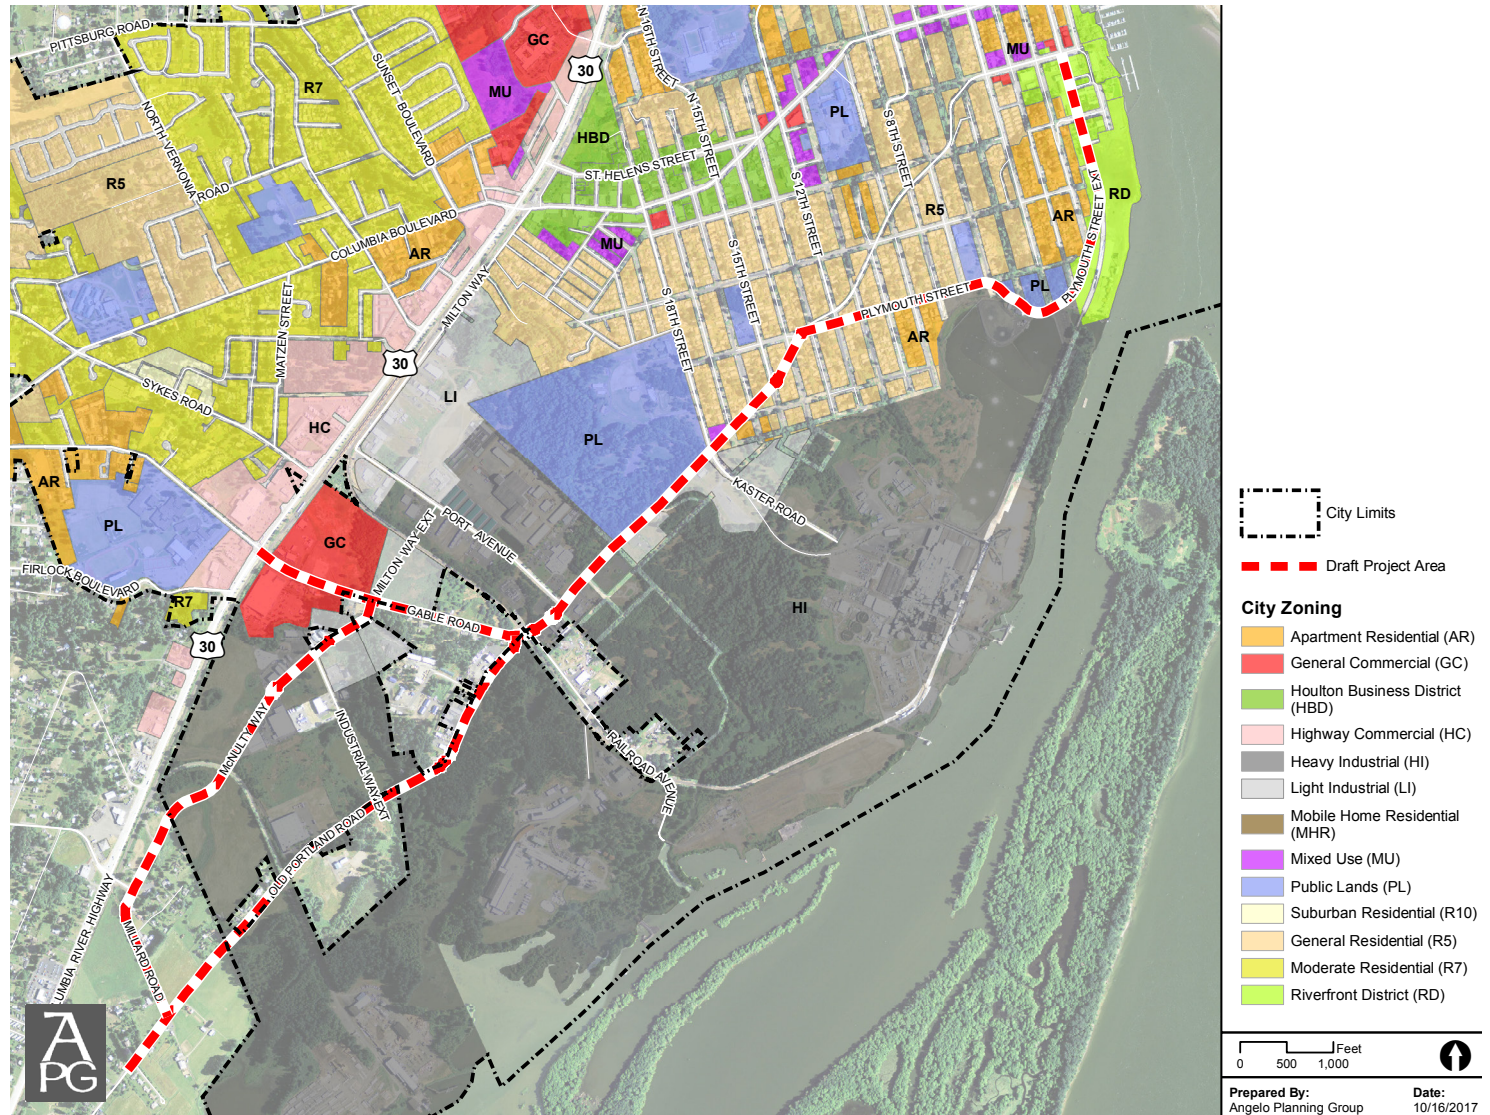 PITTSBURG ROAD
NORTH VERNONIA
ROAD
SUNSET BOULEVARD
R7
GC
MU
30
N 16TH STREET
N 15TH STREET
HBD
ST. HELENS STREET
MU
PL
S 8TH STREET
S 12TH STREET
R5
COLUMBIA BOULEVARD
AR
MU
R5
AR
RD
PLYMOUTH STREET EXT
MATZEN STREET
MILTON WAY
S 18TH STREET
S 15TH STREET
PLYMOUTH STREET
PL
AR
30
SYKES ROAD
LI
HC
PL
AR
PL
KASTER ROAD
GC
MILTON WAY EXT
PORT AVENUE
FIRLOCK BOULEVARD
R7
30
GABLE ROAD
HI
McNULTY WAY
INDUSTRIAL WAY EXT
RAILROAD AVENUE
OLD PORTLAND ROAD
LUMBIA RIVER HIGHWAY
MILLARD ROAD
A
PG
City Limits
Draft Project Area
City Zoning
Apartment Residential (AR)
General Commercial (GC)
Houlton Business District
(HBD)
Highway Commercial (HC)
Heavy Industrial (HI)
Light Industrial (LI)
Mobile Home Residential
(MHR)
Mixed Use (MU)
Public Lands (PL)
Suburban Residential (R10)
General Residential (R5)
Moderate Residential (R7)
Riverfront District (RD)
Feet
0 500 1,000
Prepared By:
Angelo Planning Group
Date:
10/16/2017